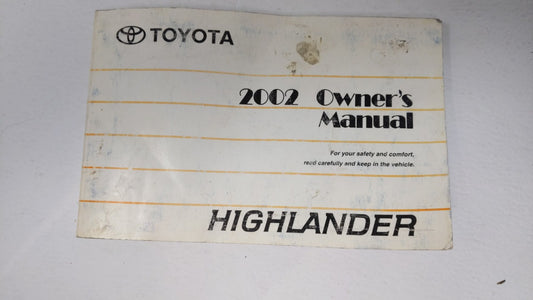 TOYOTA
2002 Owner's
Manual
For your safety and comfort,
read carefully and keep in the vehicle.
HIGHLANDER